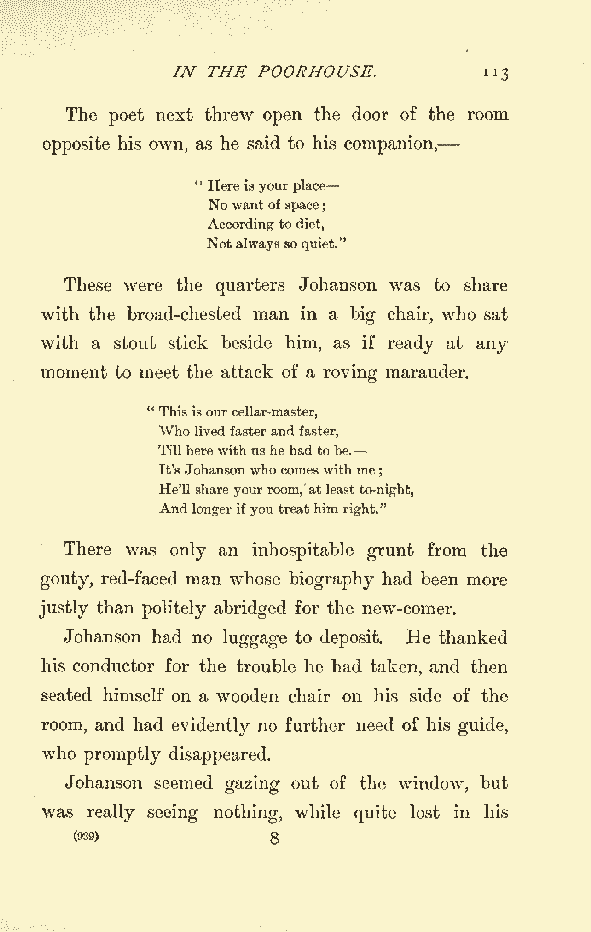 IN THE POORHOUSE. 113
The poet next threw open the door of the room
opposite his own, as he said to his companion,—
“Here is your place—
No want of space;
According to diet,
Not always so quiet.”
These were the quarters Johanson was to share
with the broad-chested man in a big chair, who sat
with a stout stick beside him, as if ready at any
moment to meet the attack of a roving marauder.
“This is our cellar-master,
Who lived faster and faster,
Till here with us he had to be.—
It's Johanson who comes with me;
He'll share your room, at least to-night,
And longer if you treat him right.”
There was only an inhospitable grunt from the
gouty, red-faced man whose biography had been more
justly than politely abridged for the new-comer.
Johanson had no luggage to deposit. He thanked
his conductor for the trouble he had taken, and then
seated himself on a wooden chair on his side of the
room, and had evidently no further need of his guide,
who promptly disappeared.
Johanson seemed gazing out of the window, but
was really seeing nothing, while quite lost in his
(939) 8